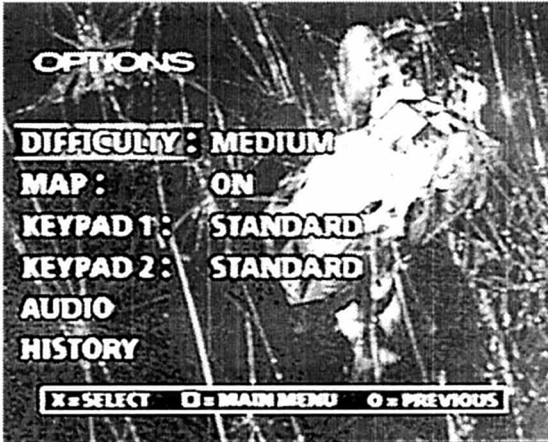 OPTIONS
DIFFICULTY: MEDIUM
MAP: ON
KEYPAD 1: STANDARD
KEYPAD 2: STANDARD
AUDIO
HISTORY
X = SELECT □ = MAIN MENU O = PREVIOUS